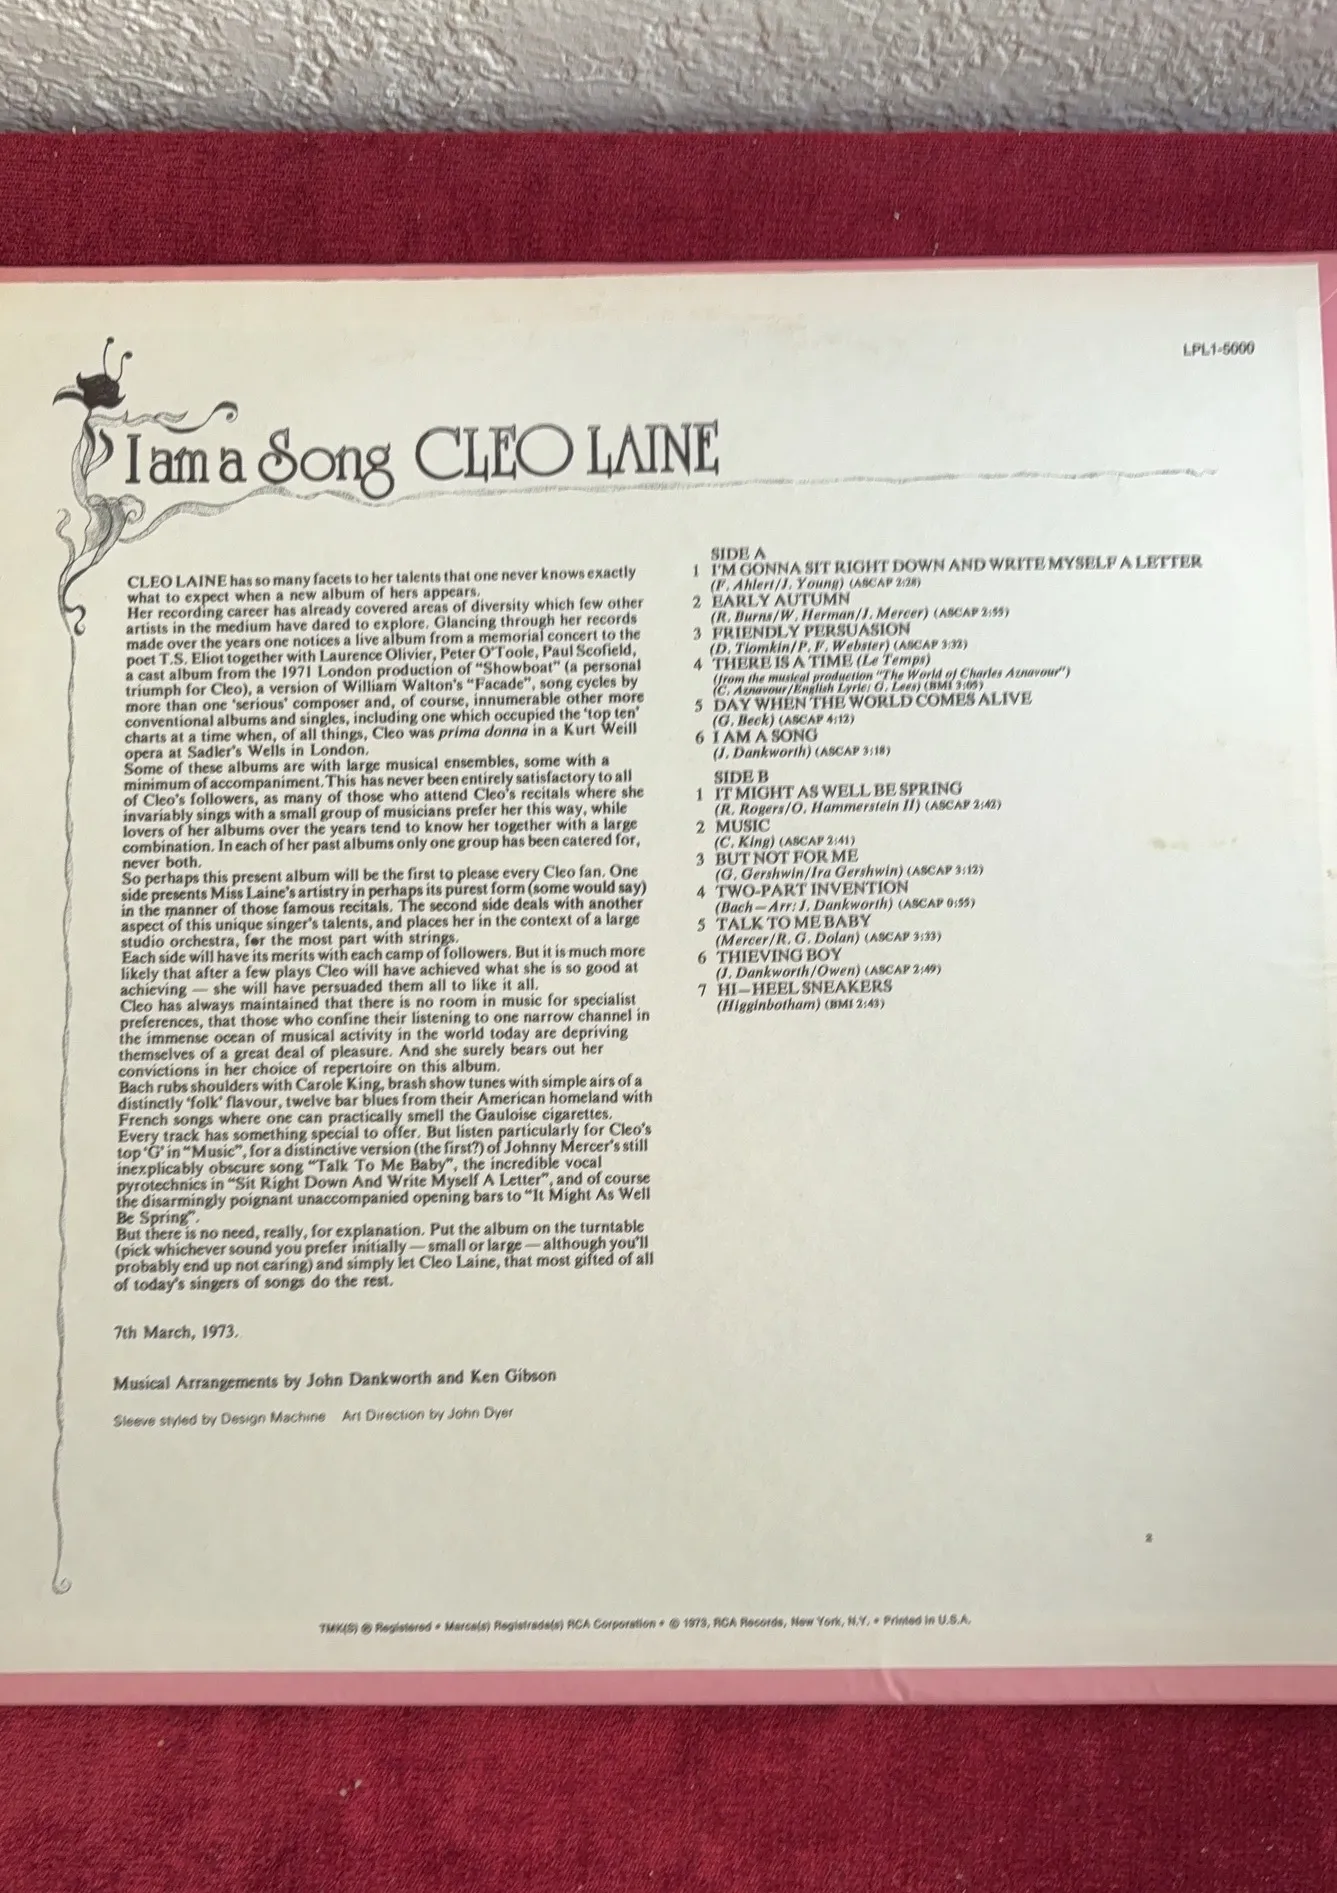 LPL1-5000
I am a Song CLEO LAINE
CLEO LAINE has so many facets to her talents that one never knows exactly
what to expect when a new album of hers appears.
Her recording career has already covered areas of diversity which few other
artists in the medium have dared to explore. Glancing through her records
made over the years one notices a live album from a memorial concert to the
poet T.S. Eliot together with Laurence Olivier, Peter O'Toole, Paul Scofield,
a cast album from the 1971 London production of "Showboat" (a personal
triumph for Cleo), a version of William Walton's "Facade", song cycles by
more than one 'serious' composer and, of course, innumerable other more
conventional albums and singles, including one which occupied the 'top ten'
charts at a time when, of all things, Cleo was prima donna in a Kurt Weill
opera at Sadler's Wells in London.
Some of these albums are with large musical ensembles, some with a
minimum of accompaniment. This has never been entirely satisfactory to all
of Cleo's followers, as many of those who attend Cleo's recitals where she
invariably sings with a small group of musicians prefer her this way, while
lovers of her albums over the years tend to know her together with a large
combination. In each of her past albums only one group has been catered for,
never both.
So perhaps this present album will be the first to please every Cleo fan. One
side presents Miss Laine's artistry in perhaps its purest form (some would say)
in the manner of those famous recitals. The second side deals with another
aspect of this unique singer's talents, and places her in the context of a large
studio orchestra, for the most part with strings.
Each side will have its merits with each camp of followers. But it is much more
likely that after a few plays Cleo will have achieved what she is so good at
achieving — she will have persuaded them all to like it all.
Cleo has always maintained that there is no room in music for specialist
preferences, that those who confine their listening to one narrow channel in
the immense ocean of musical activity in the world today are depriving
themselves of a great deal of pleasure. And she surely bears out her
convictions in her choice of repertoire on this album.
Bach rubs shoulders with Carole King, brash show tunes with simple airs of a
distinctly 'folk' flavour, twelve bar blues from their American homeland with
French songs where one can practically smell the Gauloise cigarettes.
Every track has something special to offer. But listen particularly for Cleo's
top 'G' in "Music", for a distinctive version (the first?) of Johnny Mercer's still
inexplicably obscure song "Talk To Me Baby", the incredible vocal
pyrotechnics in "Sit Right Down And Write Myself A Letter", and of course
the disarmingly poignant unaccompanied opening bars to "It Might As Well
Be Spring".
But there is no need, really, for explanation. Put the album on the turntable
(pick whichever sound you prefer initially — small or large — although you'll
probably end up not caring) and simply let Cleo Laine, that most gifted of all
of today's singers of songs do the rest.
7th March, 1973.
Musical Arrangements by John Dankworth and Ken Gibson
Sleeve styled by Design Machine Art Direction by John Dyer
SIDE A
1 I'M GONNA SIT RIGHT DOWN AND WRITE MYSELF A LETTER
(F. Ahlert/J. Young) (ASCAP 2:28)
2 EARLY AUTUMN
(R. Burns/W. Herman/J. Mercer) (ASCAP 2:55)
3 FRIENDLY PERSUASION
(D. Tiomkin/P. F. Webster) (ASCAP 3:32)
4 THERE IS A TIME (Le Temps)
(from the musical production "The World of Charles Aznavour")
(C. Aznavour/English Lyric: G. Lees) (BMI 3:05)
5 DAY WHEN THE WORLD COMES ALIVE
(G. Beck) (ASCAP 4:12)
6 I AM A SONG
(J. Dankworth) (ASCAP 3:18)
SIDE B
1 IT MIGHT AS WELL BE SPRING
(R. Rogers/O. Hammerstein II) (ASCAP 2:42)
2 MUSIC
(C. King) (ASCAP 2:41)
3 BUT NOT FOR ME
(G. Gershwin/Ira Gershwin) (ASCAP 3:12)
4 TWO-PART INVENTION
(Bach—Arr: J. Dankworth) (ASCAP 0:55)
5 TALK TO ME BABY
(Mercer/R. G. Dolan) (ASCAP 3:33)
6 THIEVING BOY
(J. Dankworth/Owen) (ASCAP 2:49)
7 HI—HEEL SNEAKERS
(Higginbotham) (BMI 2:43)
2
TMK(S) ® Registered • Marca(s) Registrada(s) RCA Corporation • © 1973, RCA Records, New York, N.Y. • Printed in U.S.A.